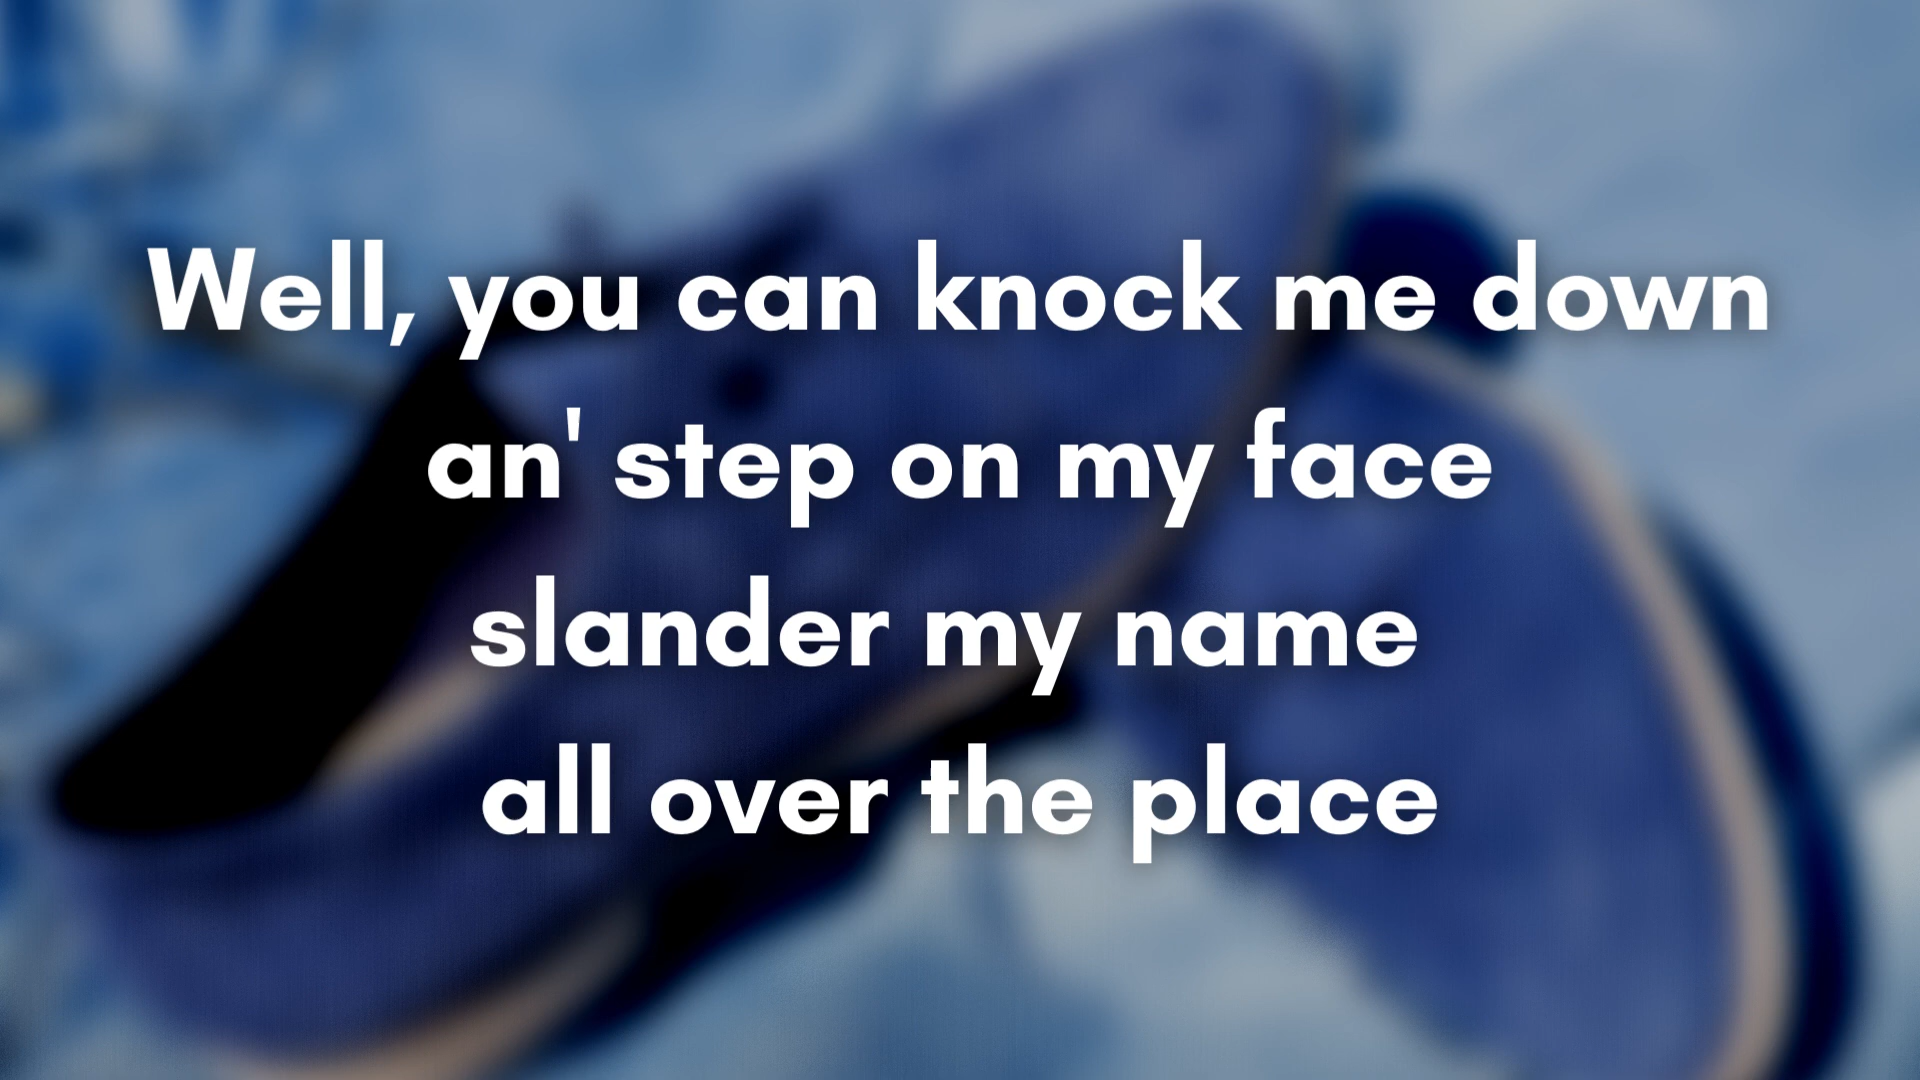 Well, you can knock me down
an' step on my face
slander my name
all over the place